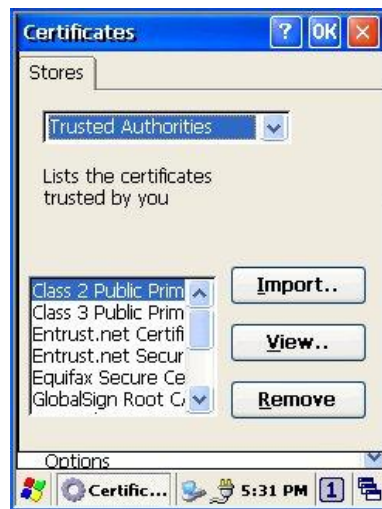 Certificates ? OK
Stores
Trusted Authorities
Lists the certificates
trusted by you
Class 2 Public Prim
Class 3 Public Prim
Entrust.net Certifi
Entrust.net Secur
Equifax Secure Ce
GlobalSign Root C
Import..
View..
Remove
Options
Certific... 5:31 PM 1